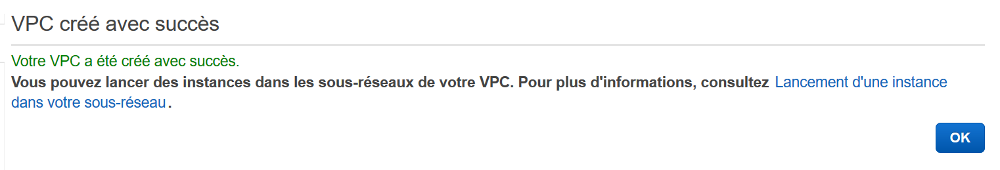 VPC créé avec succès
Votre VPC a été créé avec succès.
Vous pouvez lancer des instances dans les sous-réseaux de votre VPC. Pour plus d'informations, consultez Lancement d'une instance
dans votre sous-réseau.
OK